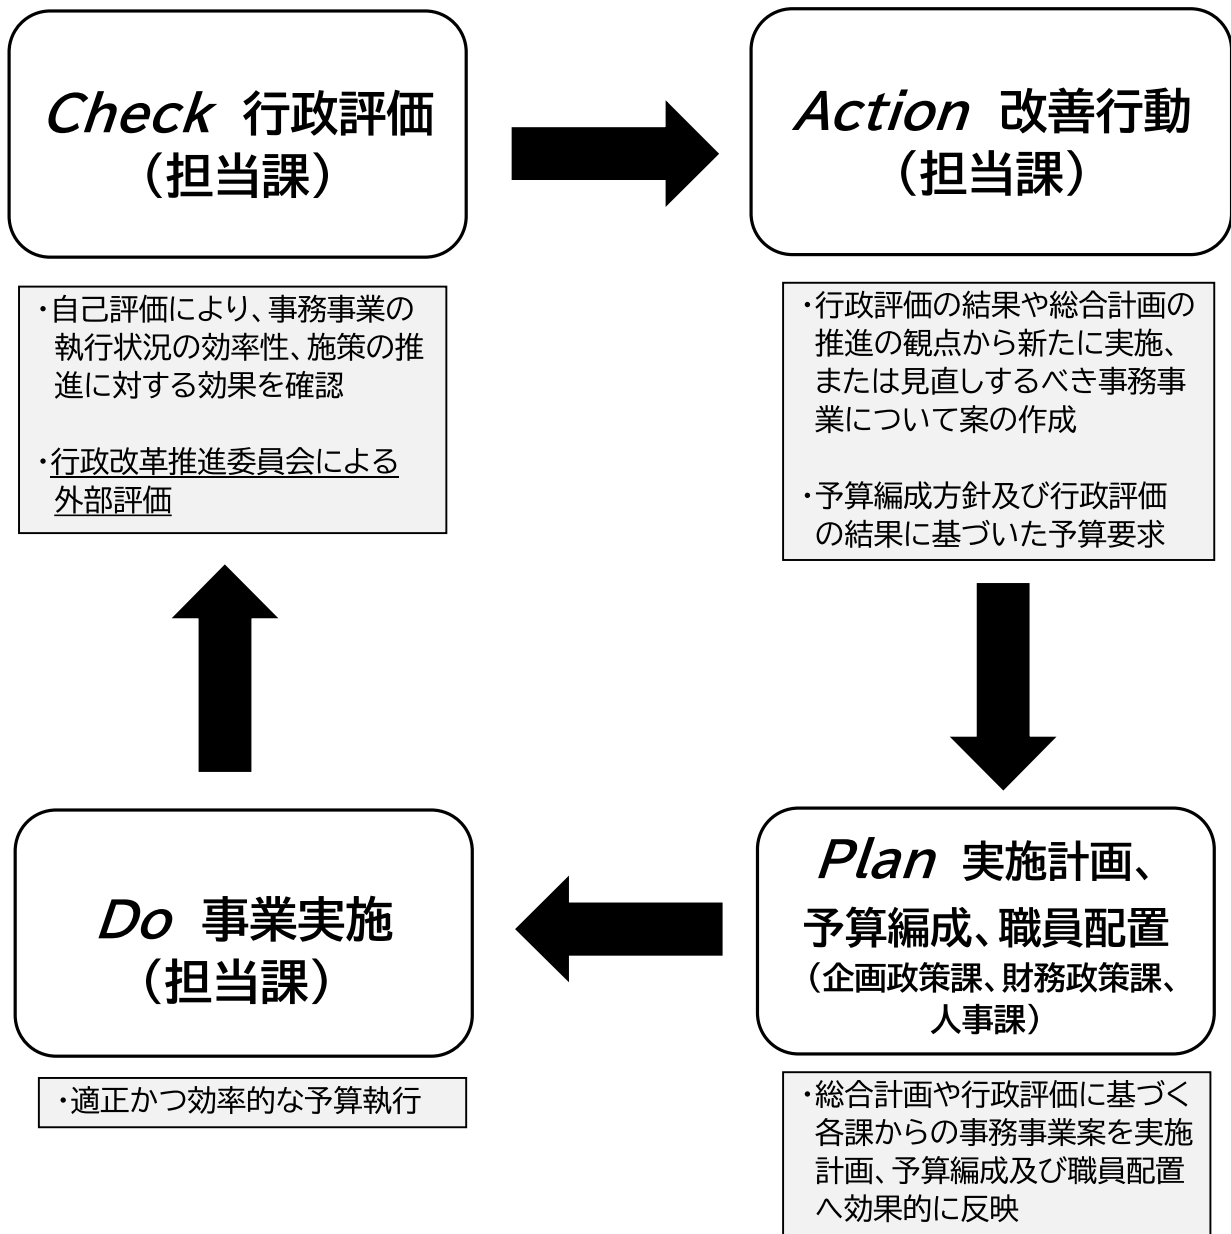 Check 行政評価
（担当課）
・自己評価により、事務事業の
執行状況の効率性、施策の推
進に対する効果を確認
・行政改革推進委員会による
外部評価
Action 改善行動
（担当課）
・行政評価の結果や総合計画の
推進の観点から新たに実施、
または見直しするべき事務事
業について案の作成
・予算編成方針及び行政評価
の結果に基づいた予算要求
Plan 実施計画、
予算編成、職員配置
（企画政策課、財務政策課、
人事課）
・総合計画や行政評価に基づく
各課からの事務事業案を実施
計画、予算編成及び職員配置
へ効果的に反映
Do 事業実施
（担当課）
・適正かつ効率的な予算執行